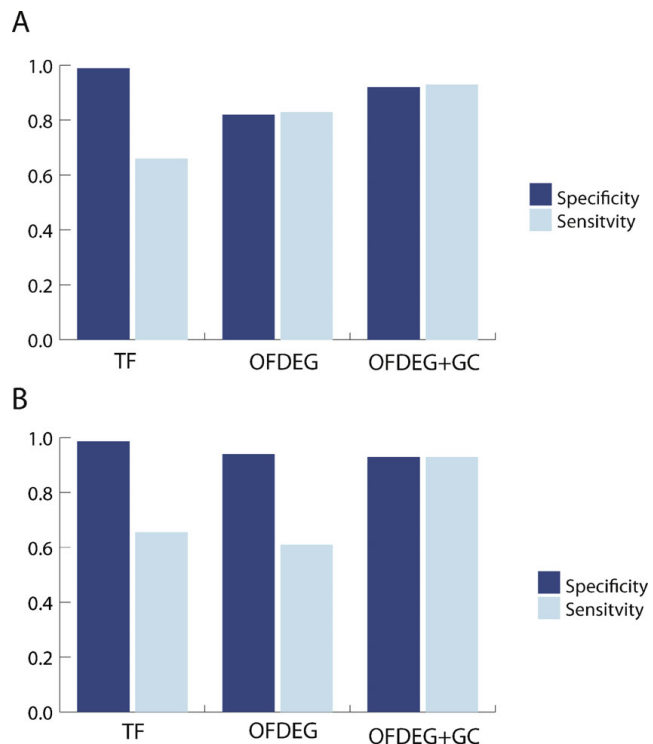 A
1.0
0.8
0.6
0.4
0.2
0.0
TF
OFDEG
OFDEG+GC
Specificity
Sensitvity
B
1.0
0.8
0.6
0.4
0.2
0.0
TF
OFDEG
OFDEG+GC
Specificity
Sensitvity